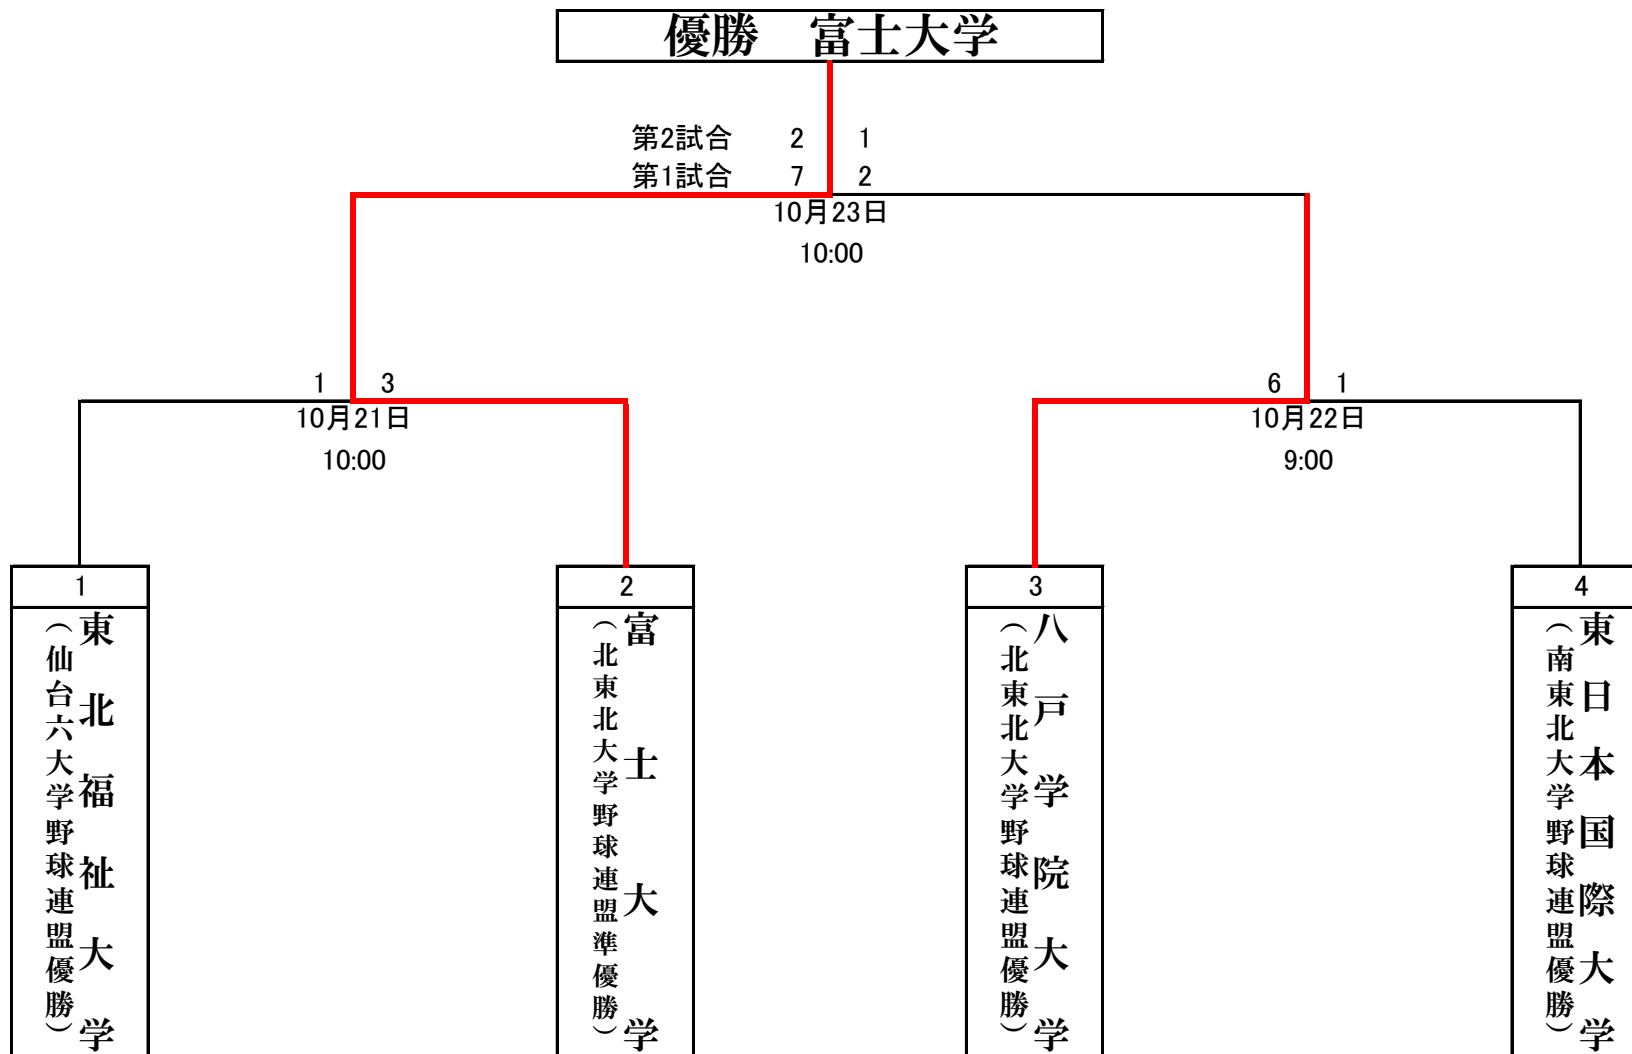 優勝　富士大学
第2試合 2 1
第1試合 7 2
10月23日
10:00
1 3
10月21日
10:00
6 1
10月22日
9:00
1
東北福祉大学
（仙台六大学野球連盟優勝）
2
富士大学
（北東北大学野球連盟準優勝）
3
八戸学院大学
（北東北大学野球連盟優勝）
4
東日本国際大学
（南東北大学野球連盟優勝）